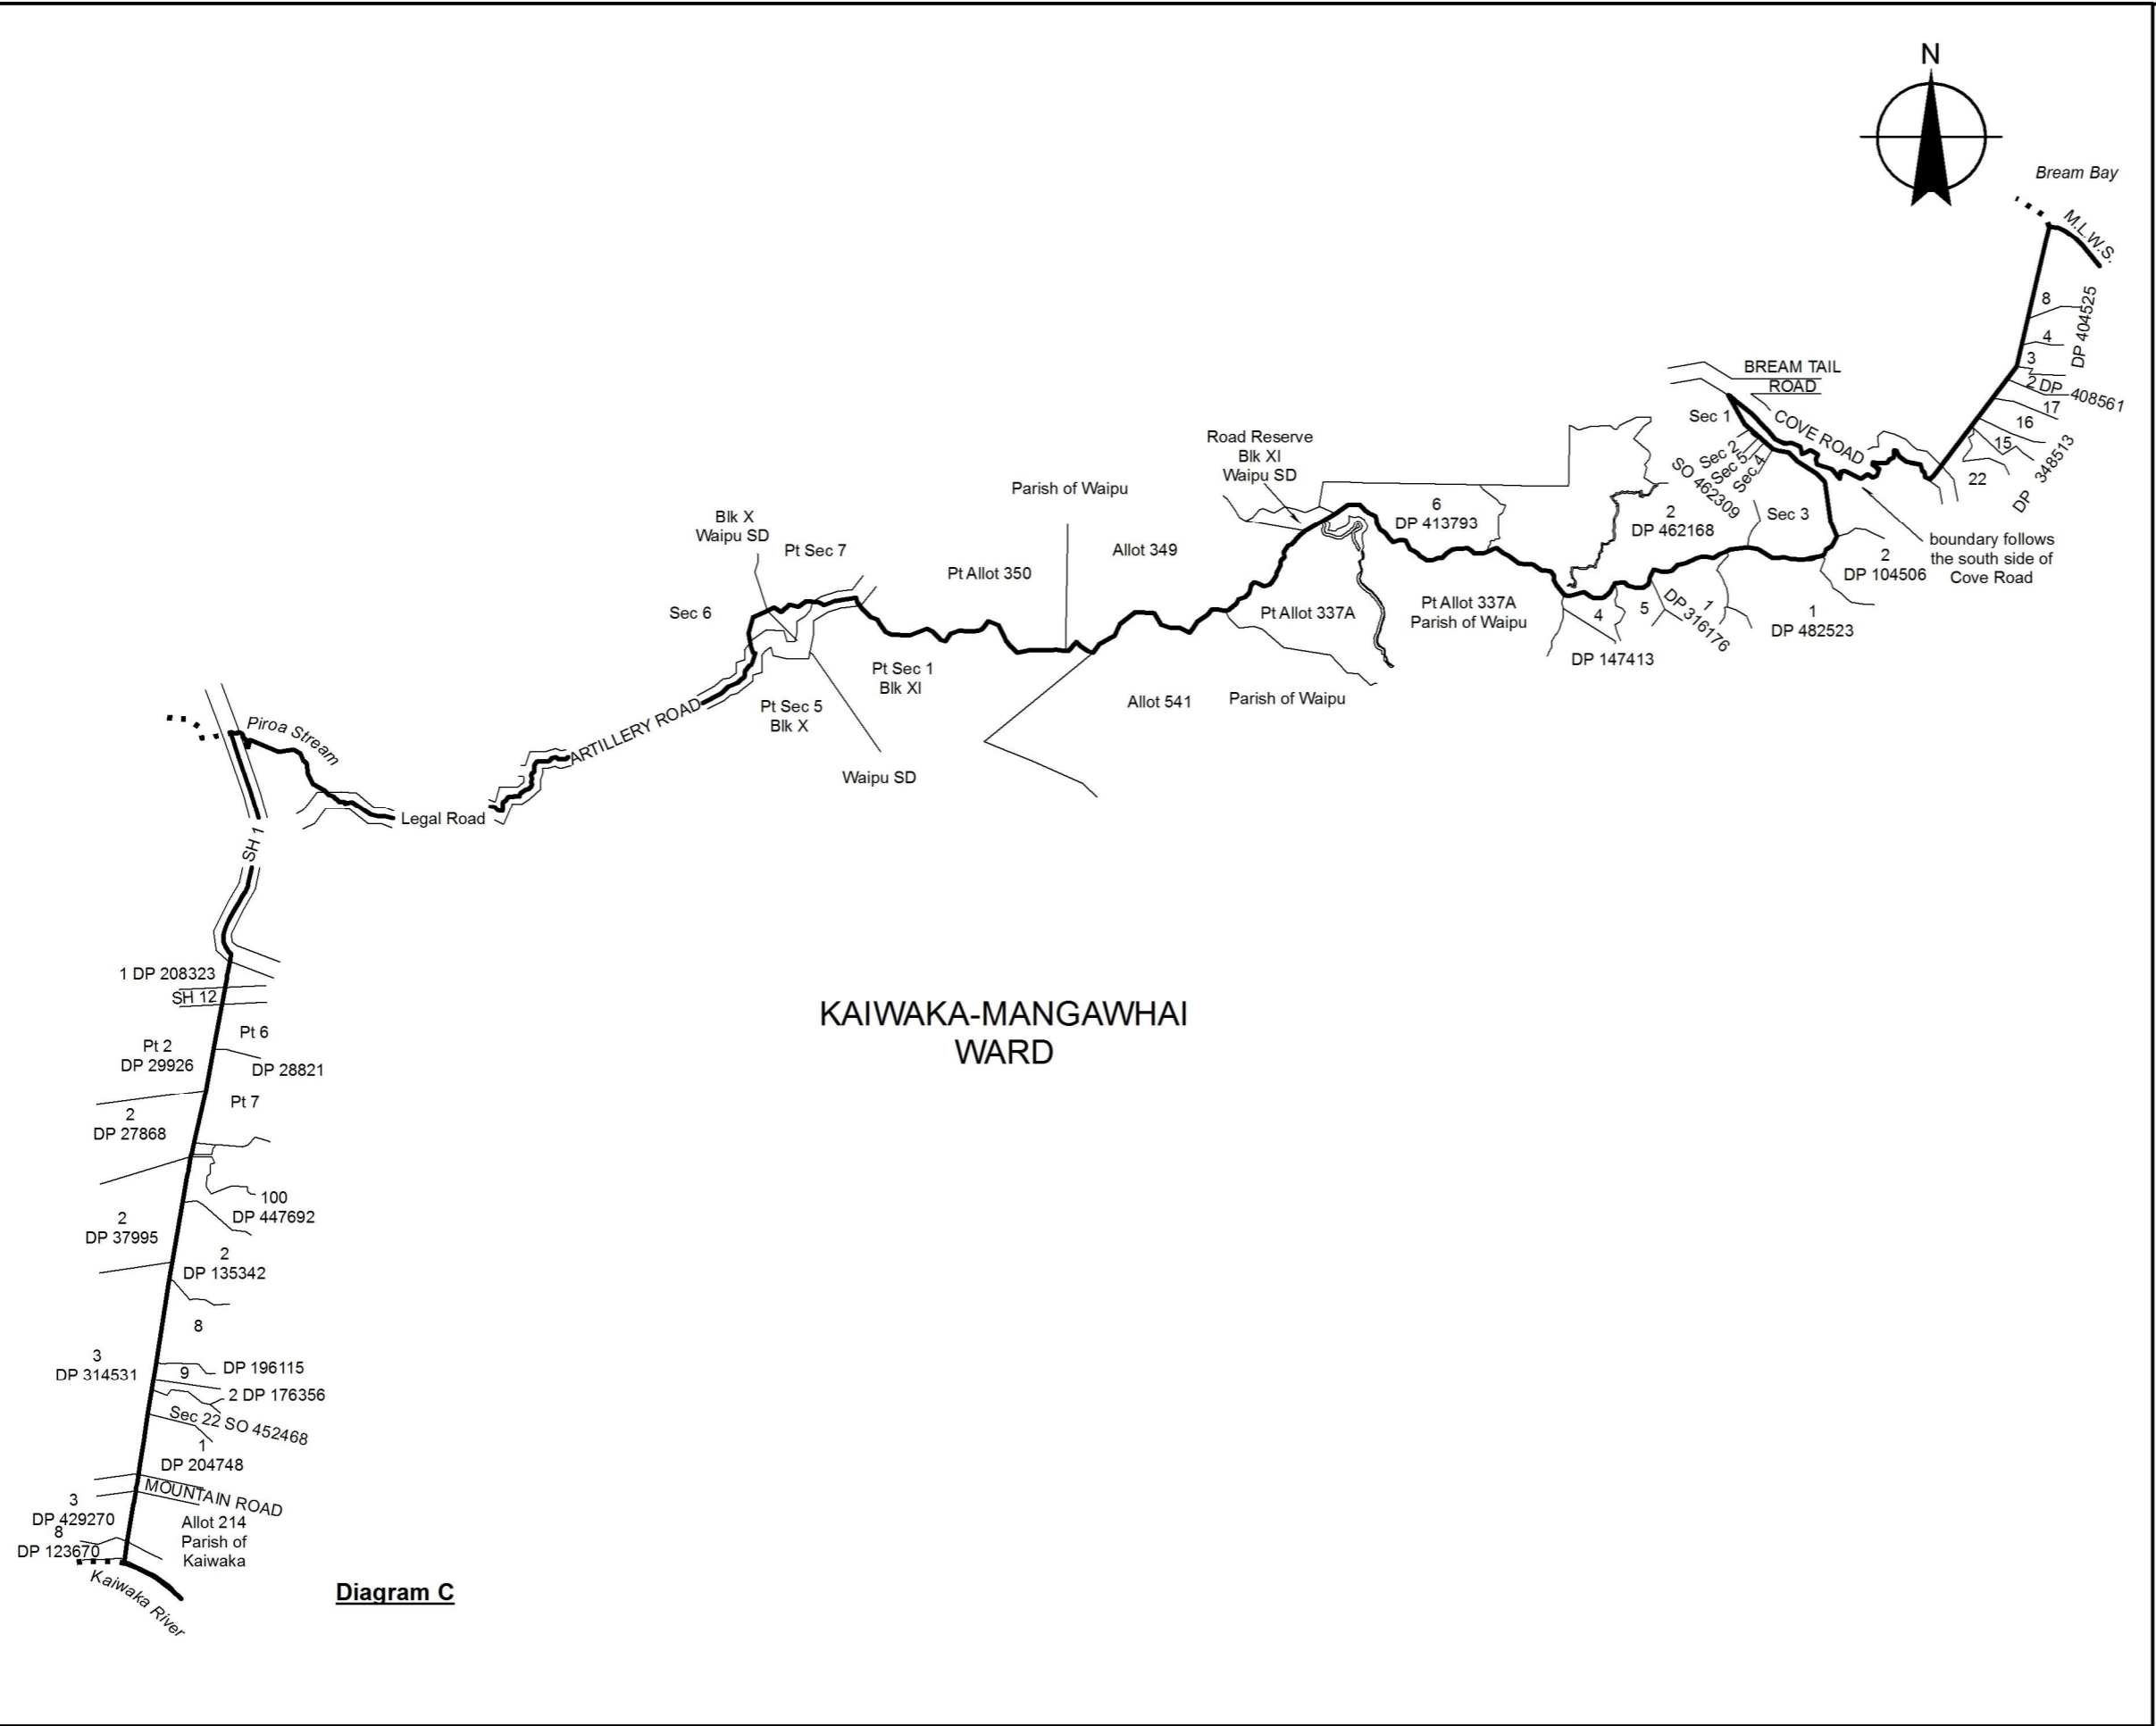 N
Bream Bay
M.L.W.S.
8
4
DP 404525
3
2 DP 408561
17
16
15
DP 348513
22
BREAM TAIL
ROAD
COVE ROAD
Sec 1
Sec 2
Sec 5
Sec 4
SO 462309
Sec 3
boundary follows
the south side of
Cove Road
2
DP 104506
1
DP 482523
1
DP 316176
5
4
DP 147413
2
DP 462168
6
DP 413793
Pt Allot 337A
Parish of Waipu
Pt Allot 337A
Road Reserve
Blk XI
Waipu SD
Parish of Waipu
Allot 349
Pt Allot 350
Allot 541
Parish of Waipu
Blk X
Waipu SD
Pt Sec 7
Sec 6
Pt Sec 1
Blk XI
Pt Sec 5
Blk X
Waipu SD
ARTILLERY ROAD
Legal Road
Piroa Stream
SH 1
1 DP 208323
SH 12
Pt 6
Pt 2
DP 29926
DP 28821
Pt 7
2
DP 27868
100
DP 447692
2
DP 37995
2
DP 135342
8
3
DP 314531
DP 196115
9
2 DP 176356
Sec 22 SO 452468
1
DP 204748
MOUNTAIN ROAD
3
DP 429270
8
DP 123670
Allot 214
Parish of
Kaiwaka
Kaiwaka River
KAIWAKA-MANGAWHAI
WARD
Diagram C